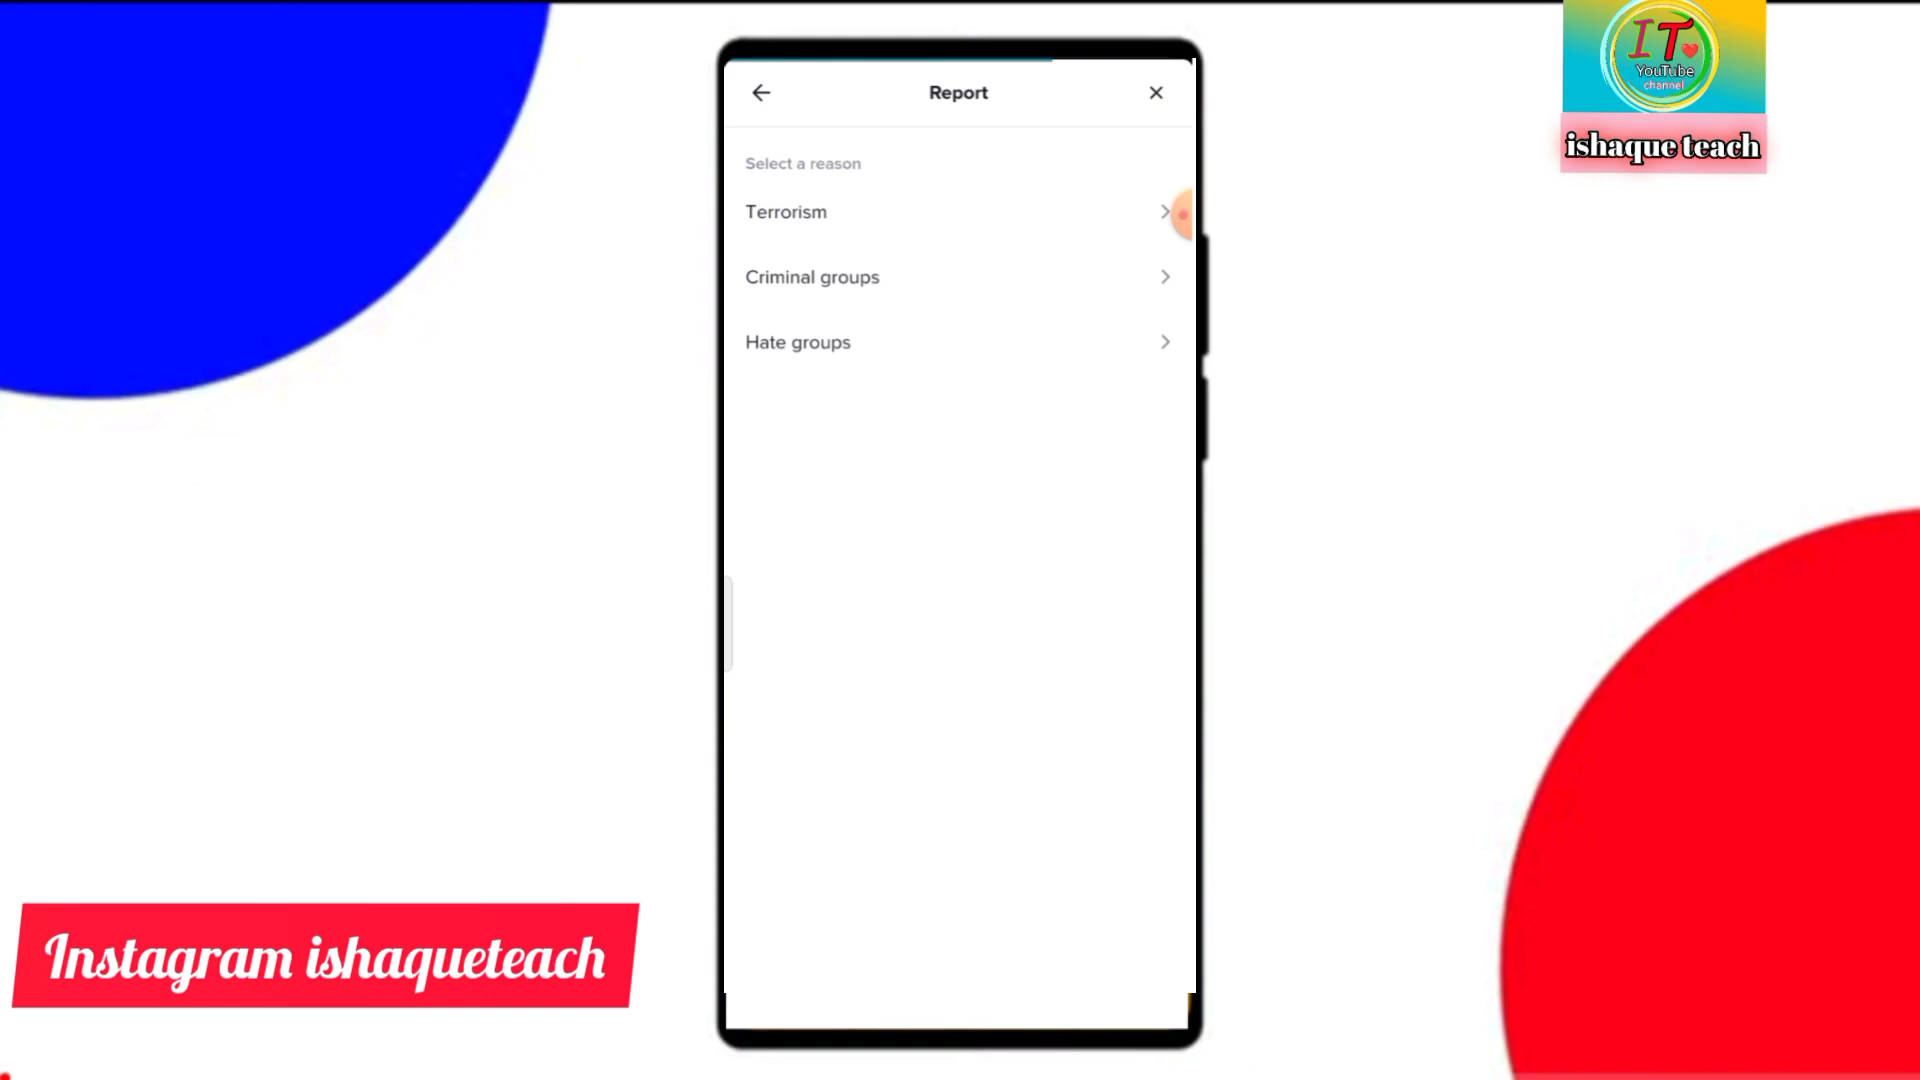 Report
Select a reason
Terrorism
Criminal groups
Hate groups
IT
YouTube
channel
ishaque teach
Instagram ishaqueteach